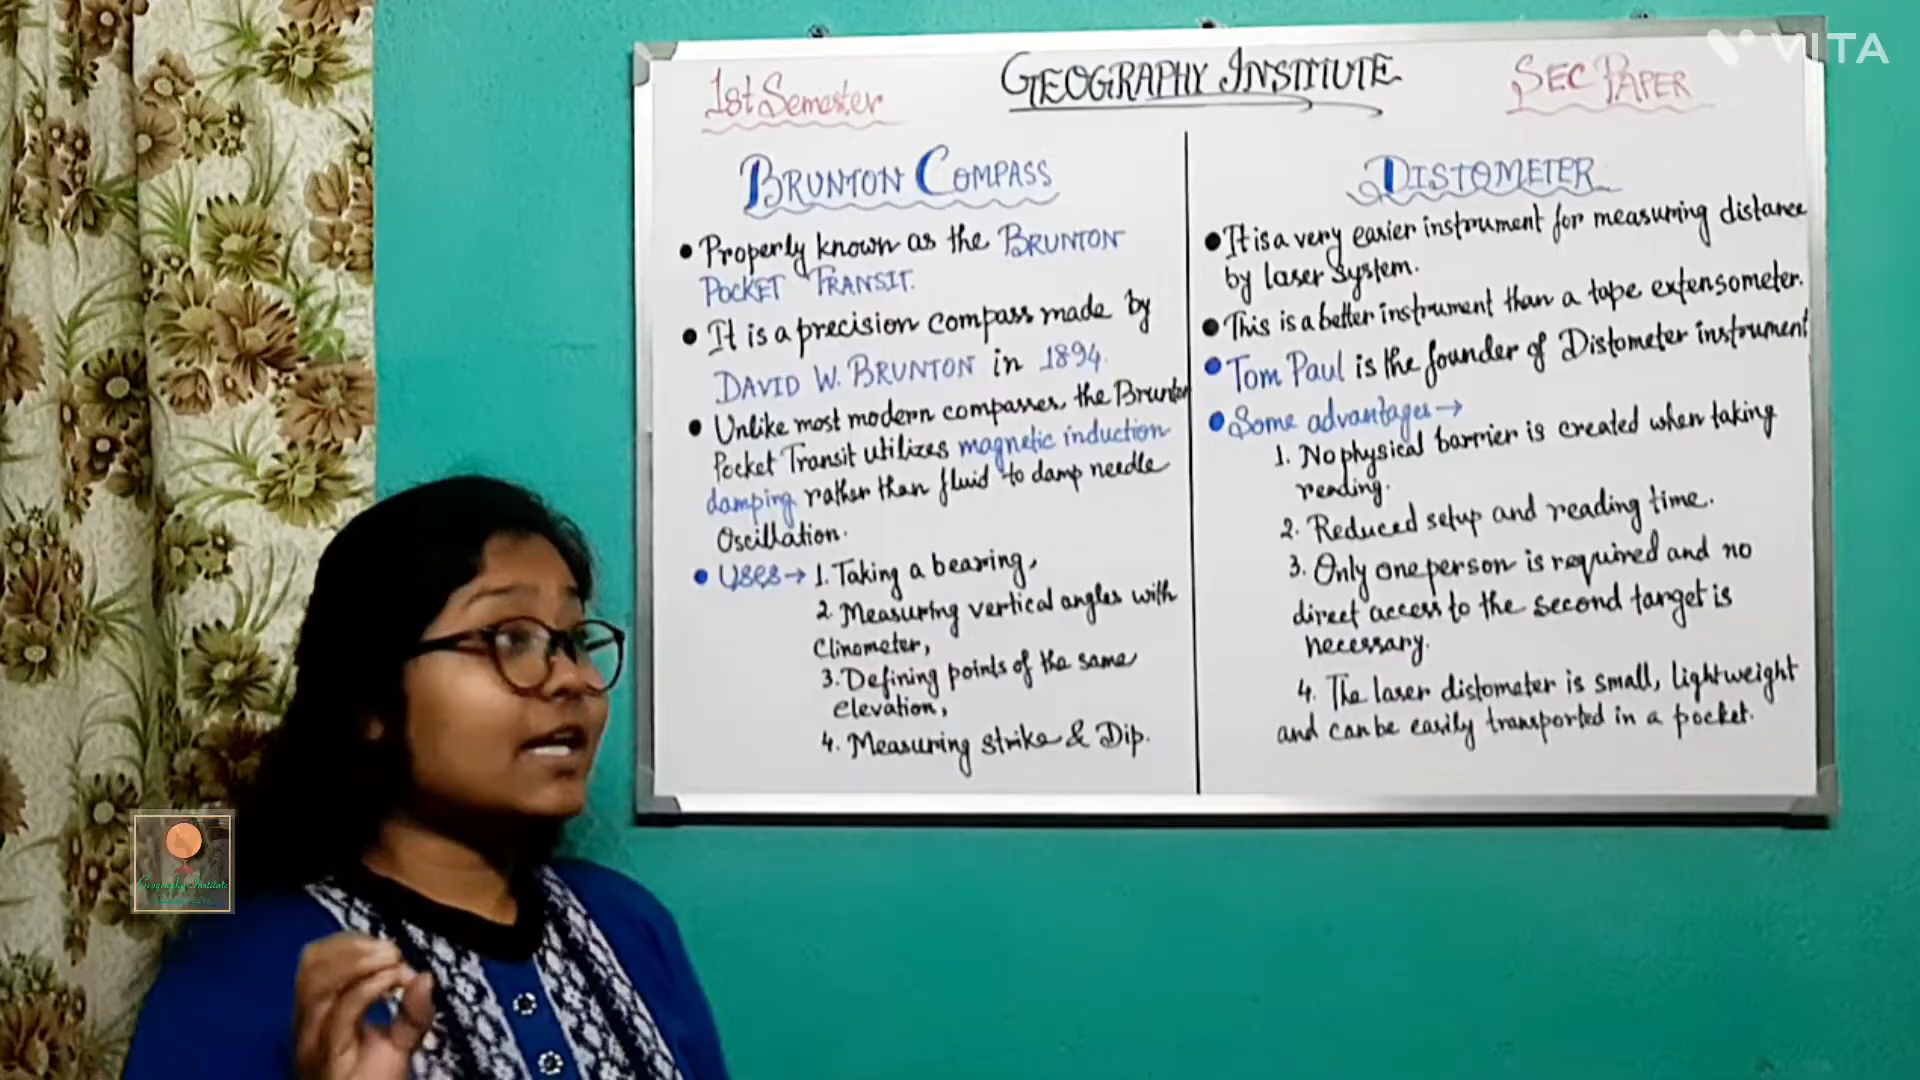 VITA
1st Semester
GEOGRAPHY INSTITUTE
SEC PAPER
BRUNTON COMPASS
• Properly known as the BRUNTON
POCKET TRANSIT.
• It is a precision compass made by
DAVID W. BRUNTON in 1894.
• Unlike most modern compasses, the Brunton
Pocket Transit utilizes magnetic induction
damping rather than fluid to damp needle
Oscillation.
• Uses→ 1. Taking a bearing,
2. Measuring vertical angles with
Clinometer,
3. Defining points of the same
elevation,
4. Measuring strike & Dip.
DISTOMETER
• It is a very easier instrument for measuring distance
by laser system.
• This is a better instrument than a tape extensometer.
• Tom Paul is the founder of Distometer instrument
• Some advantages→
1. No physical barrier is created when taking
reading.
2. Reduced setup and reading time.
3. Only one person is required and no
direct access to the second target is
necessary.
4. The laser distometer is small, lightweight
and can be easily transported in a pocket.
Geography Institute